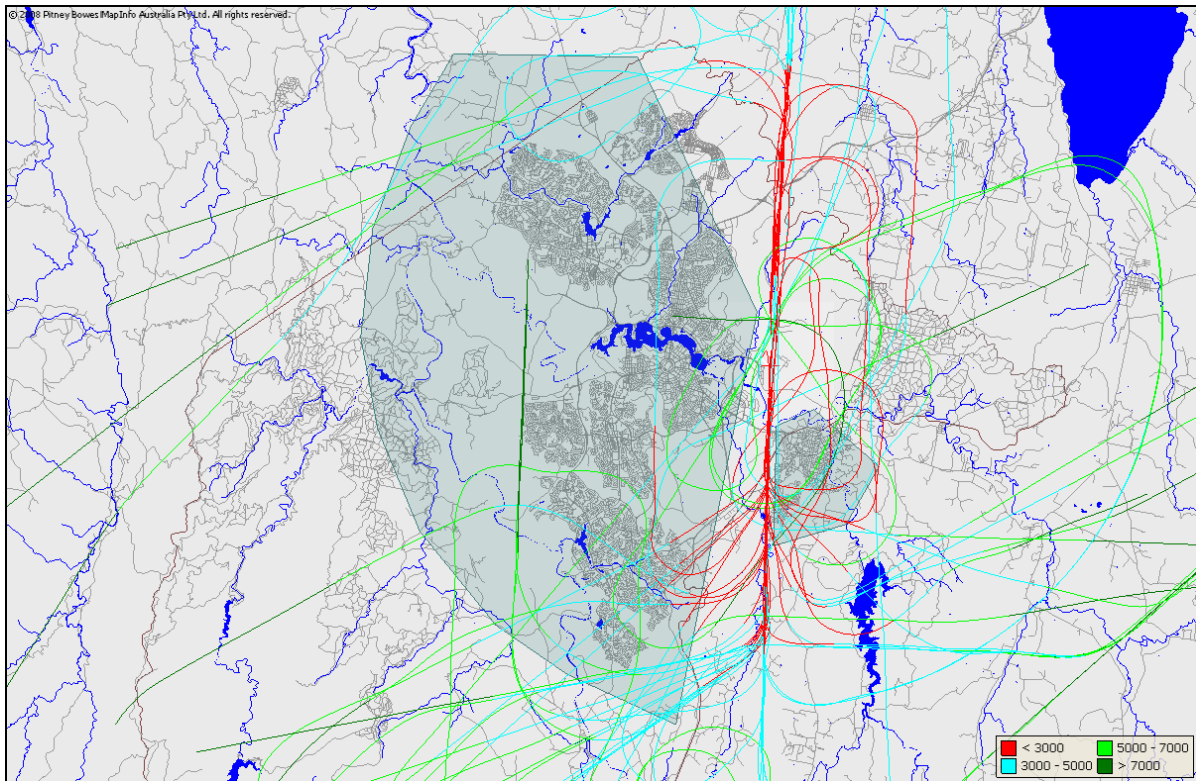 © 2008 Pitney Bowes MapInfo Australia Pty Ltd. All rights reserved.
< 3000 5000 - 7000
3000 - 5000 > 7000